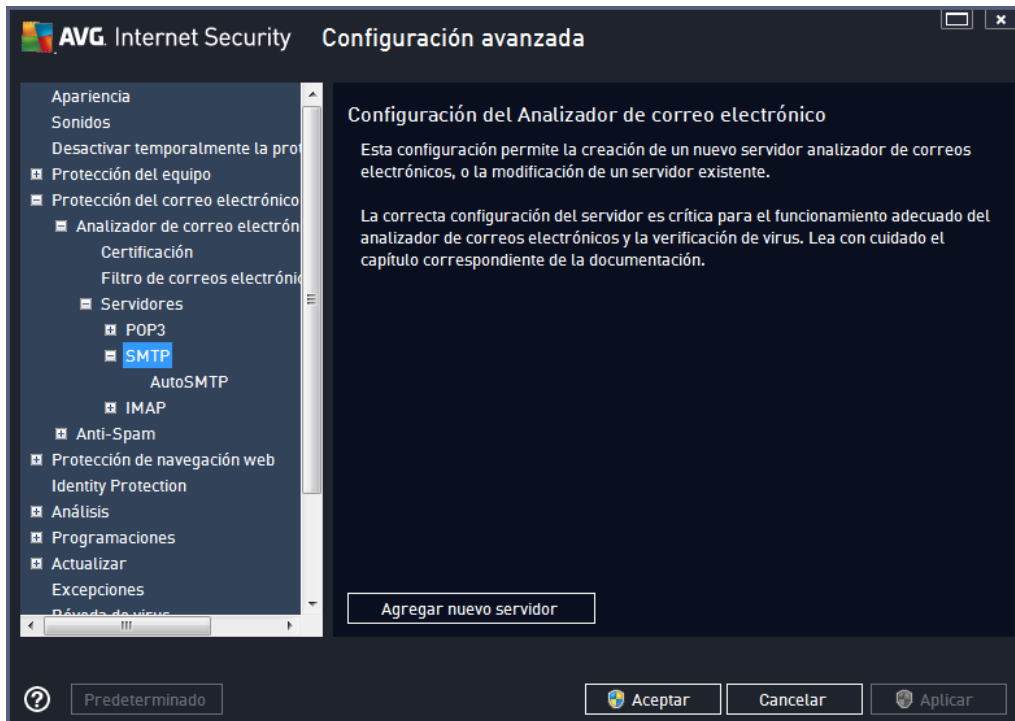 AVG. Internet Security
Configuración avanzada
Apariencia
Sonidos
Desactivar temporalmente la prot
Protección del equipo
Protección del correo electrónico
Analizador de correo electrón
Certificación
Filtro de correos electrónic
Servidores
POP3
SMTP
AutoSMTP
IMAP
Anti-Spam
Protección de navegación web
Identity Protection
Análisis
Programaciones
Actualizar
Excepciones
Bóveda de virus
Configuración del Analizador de correo electrónico
Esta configuración permite la creación de un nuevo servidor analizador de correos
electrónicos, o la modificación de un servidor existente.
La correcta configuración del servidor es crítica para el funcionamiento adecuado del
analizador de correos electrónicos y la verificación de virus. Lea con cuidado el
capítulo correspondiente de la documentación.
Agregar nuevo servidor
Predeterminado
Aceptar
Cancelar
Aplicar